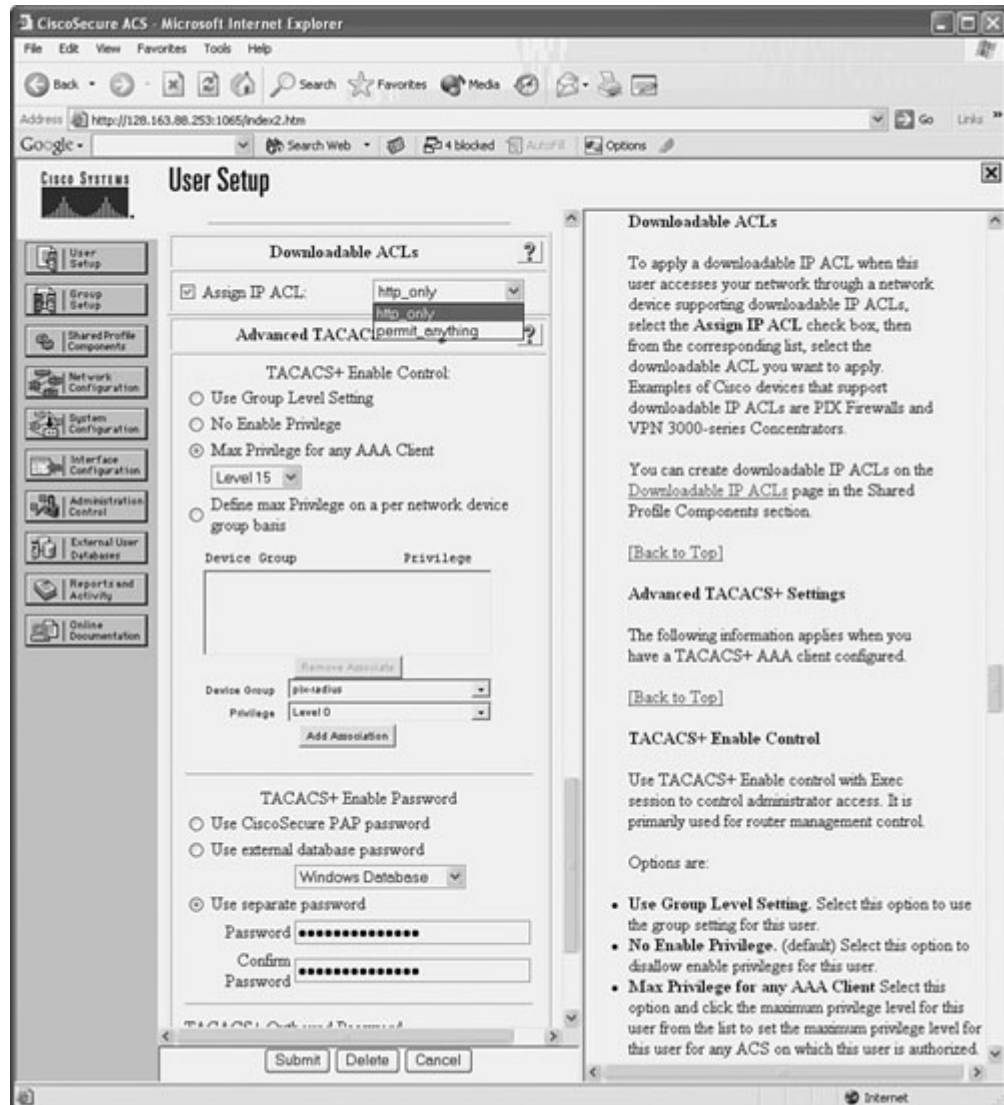 CiscoSecure ACS - Microsoft Internet Explorer
File Edit View Favorites Tools Help
Back Search Favorites Media
Address http://128.163.88.253:1065/index2.htm Go Links »
Google - Search Web 4 blocked AutoFill Options
CISCO SYSTEMS
User Setup
User Setup
Group Setup
Shared Profile Components
Network Configuration
System Configuration
Interface Configuration
Administration Control
External User Databases
Reports and Activity
Online Documentation
Downloadable ACLs ?
Assign IP ACL: http_only
http_only
permit_anything
Advanced TACAC ?
TACACS+ Enable Control:
Use Group Level Setting
No Enable Privilege
Max Privilege for any AAA Client
Level 15
Define max Privilege on a per network device
group basis
Device Group Privilege
Remove Associate
Device Group pix-radius
Privilege Level 0
Add Association
TACACS+ Enable Password
Use CiscoSecure PAP password
Use external database password
Windows Database
Use separate password
Password ••••••••••••••
Confirm
Password ••••••••••••••
TACACS+ Outbound Password
Submit Delete Cancel
Downloadable ACLs
To apply a downloadable IP ACL when this
user accesses your network through a network
device supporting downloadable IP ACLs,
select the Assign IP ACL check box, then
from the corresponding list, select the
downloadable ACL you want to apply.
Examples of Cisco devices that support
downloadable IP ACLs are PIX Firewalls and
VPN 3000-series Concentrators.
You can create downloadable IP ACLs on the
Downloadable IP ACLs page in the Shared
Profile Components section.
[Back to Top]
Advanced TACACS+ Settings
The following information applies when you
have a TACACS+ AAA client configured.
[Back to Top]
TACACS+ Enable Control
Use TACACS+ Enable control with Exec
session to control administrator access. It is
primarily used for router management control.
Options are:
• Use Group Level Setting. Select this option to use
the group setting for this user.
• No Enable Privilege. (default) Select this option to
disallow enable privileges for this user.
• Max Privilege for any AAA Client Select this
option and click the maximum privilege level for this
user from the list to set the maximum privilege level for
this user for any ACS on which this user is authorized.
Internet